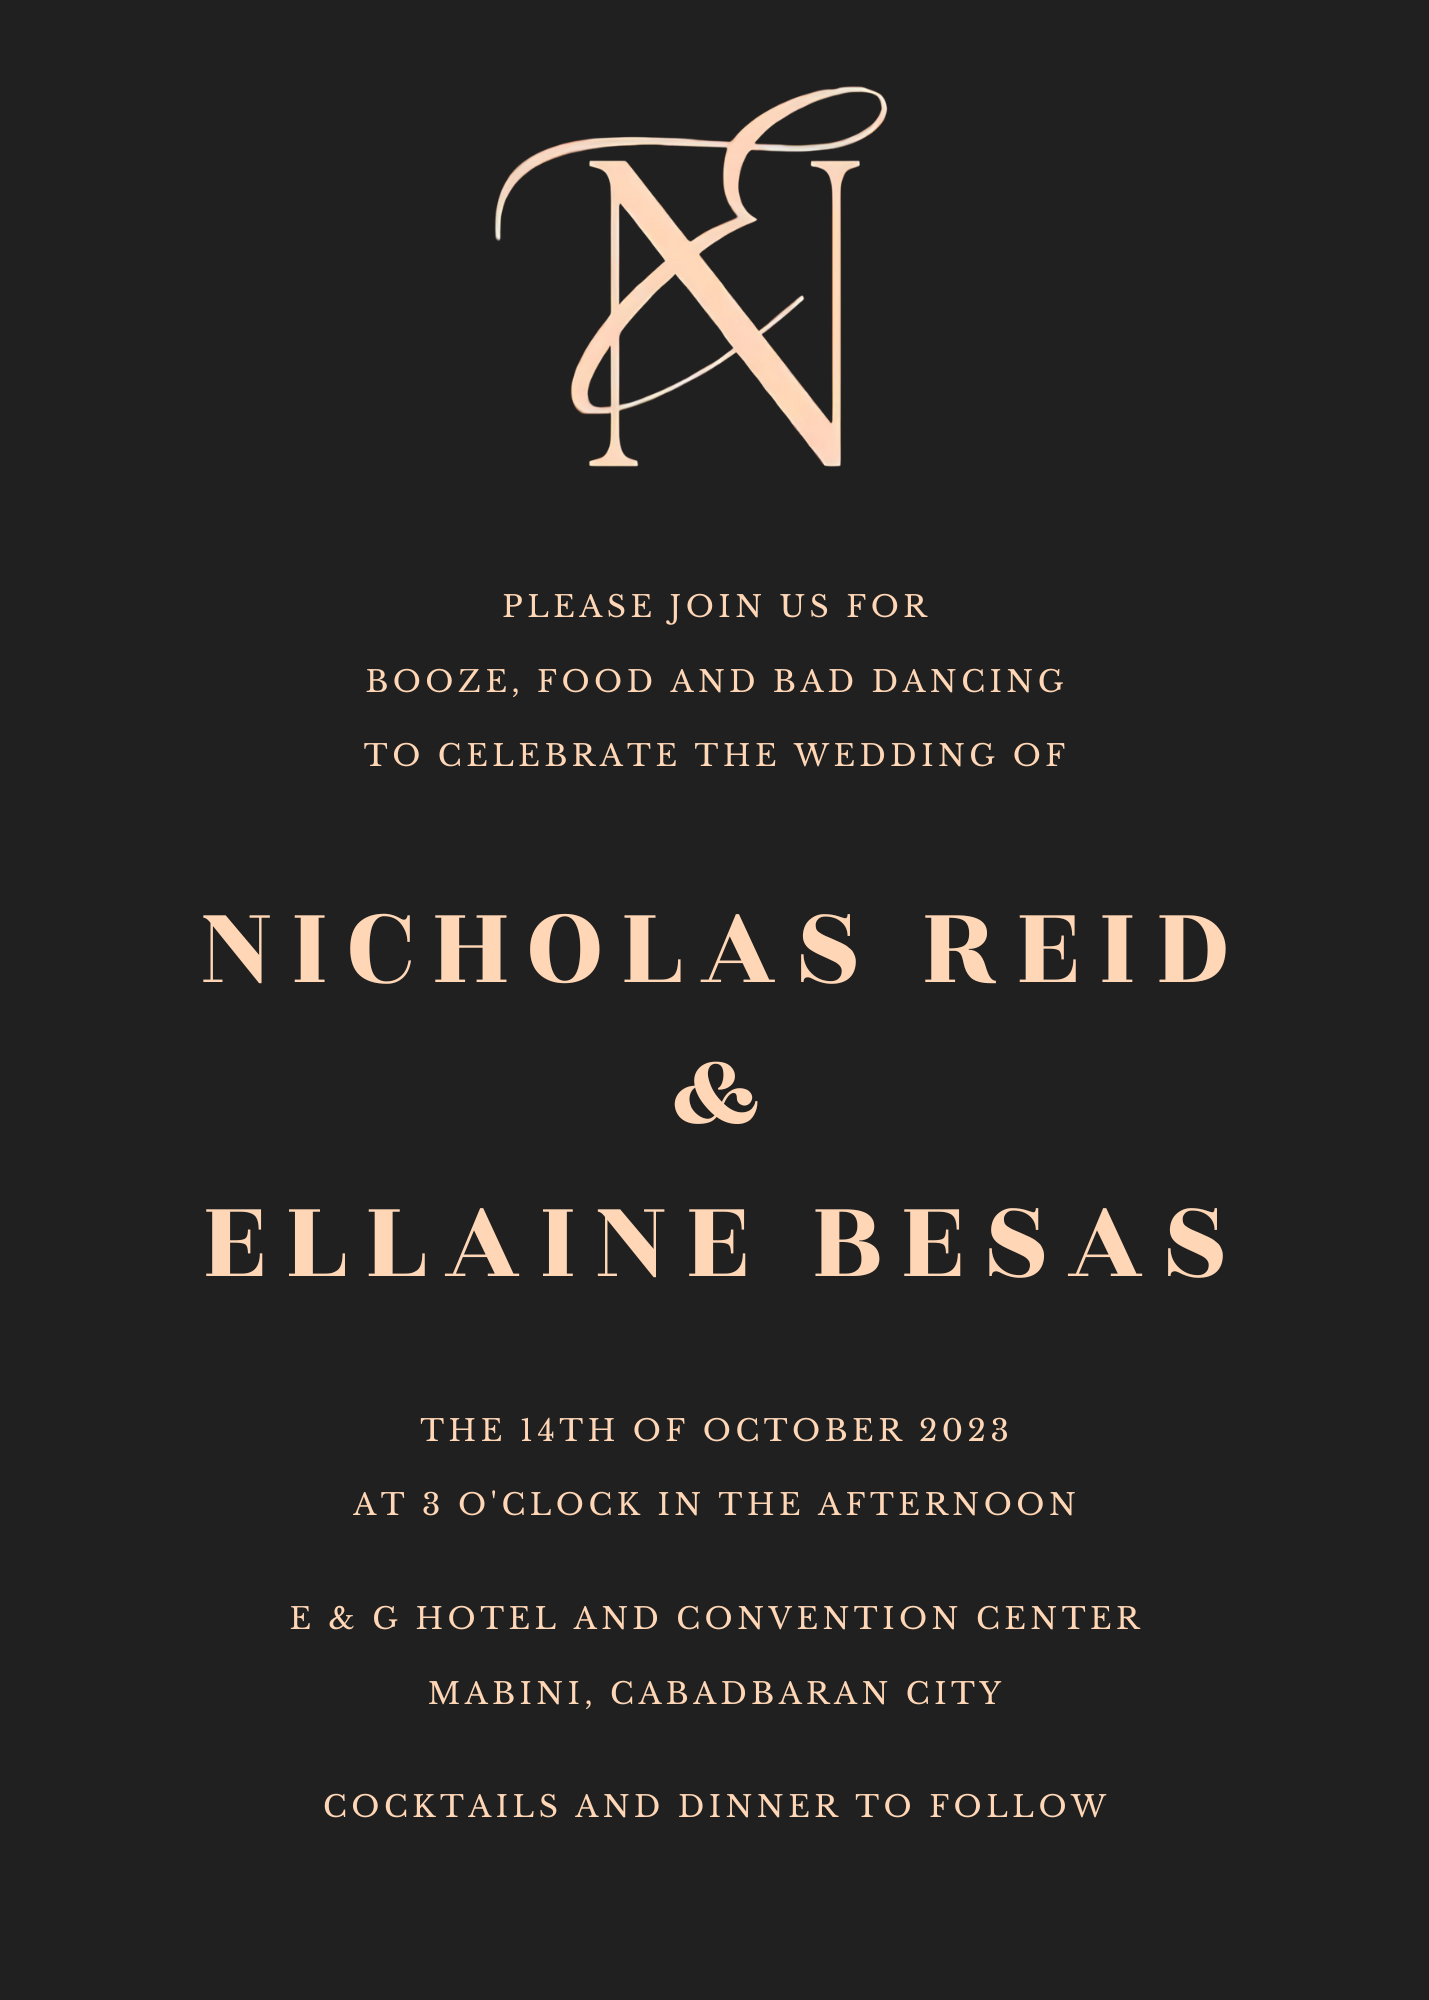 NE
PLEASE JOIN US FOR
BOOZE, FOOD AND BAD DANCING
TO CELEBRATE THE WEDDING OF
NICHOLAS REID
&
ELLAINE BESAS
THE 14TH OF OCTOBER 2023
AT 3 O'CLOCK IN THE AFTERNOON
E & G HOTEL AND CONVENTION CENTER
MABINI, CABADBARAN CITY
COCKTAILS AND DINNER TO FOLLOW